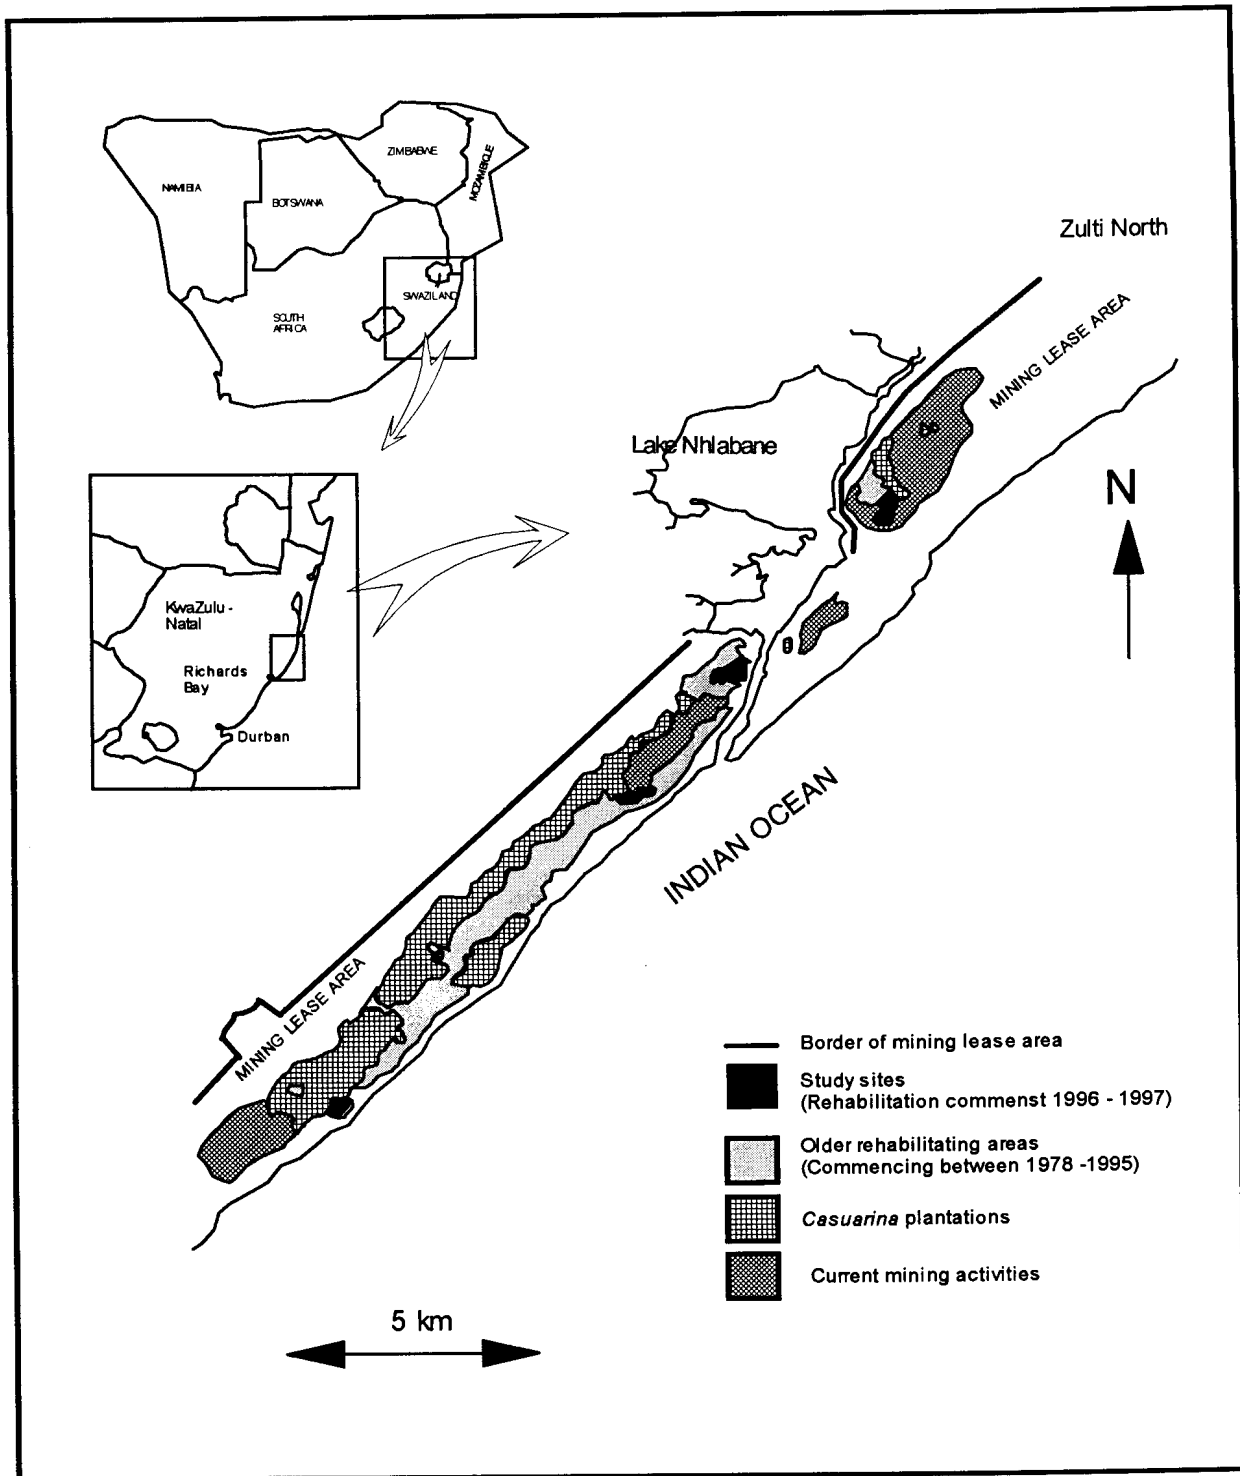 ZIMBABWE
MOZAMBIQUE
NAMIBIA
BOTSWANA
SWAZILAND
SOUTH
AFRICA
Zulti North
MINING LEASE AREA
Lake Nhlabane
N
KwaZulu -
Natal
Richards
Bay
Durban
INDIAN OCEAN
MINING LEASE AREA
Border of mining lease area
Study sites
(Rehabilitation commenst 1996 - 1997)
Older rehabilitating areas
(Commencing between 1978 -1995)
Casuarina plantations
Current mining activities
5 km